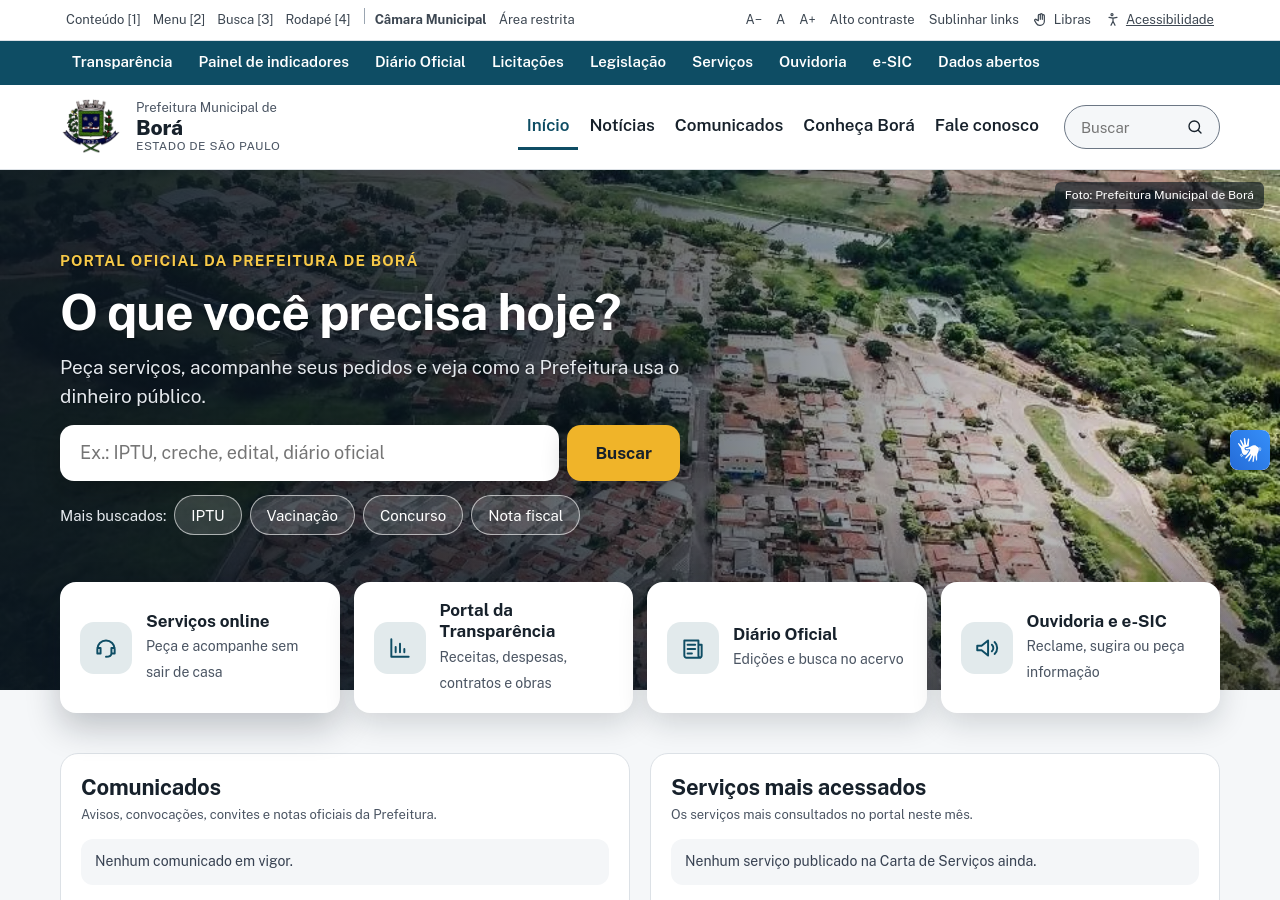 Conteúdo [1] Menu [2] Busca [3] Rodapé [4] Câmara Municipal Área restrita A− A A+ Alto contraste Sublinhar links Libras Acessibilidade
Transparência Painel de indicadores Diário Oficial Licitações Legislação Serviços Ouvidoria e-SIC Dados abertos
Prefeitura Municipal de
Borá
ESTADO DE SÃO PAULO
Início Notícias Comunicados Conheça Borá Fale conosco Buscar
Foto: Prefeitura Municipal de Borá
PORTAL OFICIAL DA PREFEITURA DE BORÁ
O que você precisa hoje?
Peça serviços, acompanhe seus pedidos e veja como a Prefeitura usa o
dinheiro público.
Ex.: IPTU, creche, edital, diário oficial Buscar
Mais buscados: IPTU Vacinação Concurso Nota fiscal
Serviços online
Peça e acompanhe sem
sair de casa
Portal da
Transparência
Receitas, despesas,
contratos e obras
Diário Oficial
Edições e busca no acervo
Ouvidoria e e-SIC
Reclame, sugira ou peça
informação
Comunicados
Avisos, convocações, convites e notas oficiais da Prefeitura.
Nenhum comunicado em vigor.
Serviços mais acessados
Os serviços mais consultados no portal neste mês.
Nenhum serviço publicado na Carta de Serviços ainda.